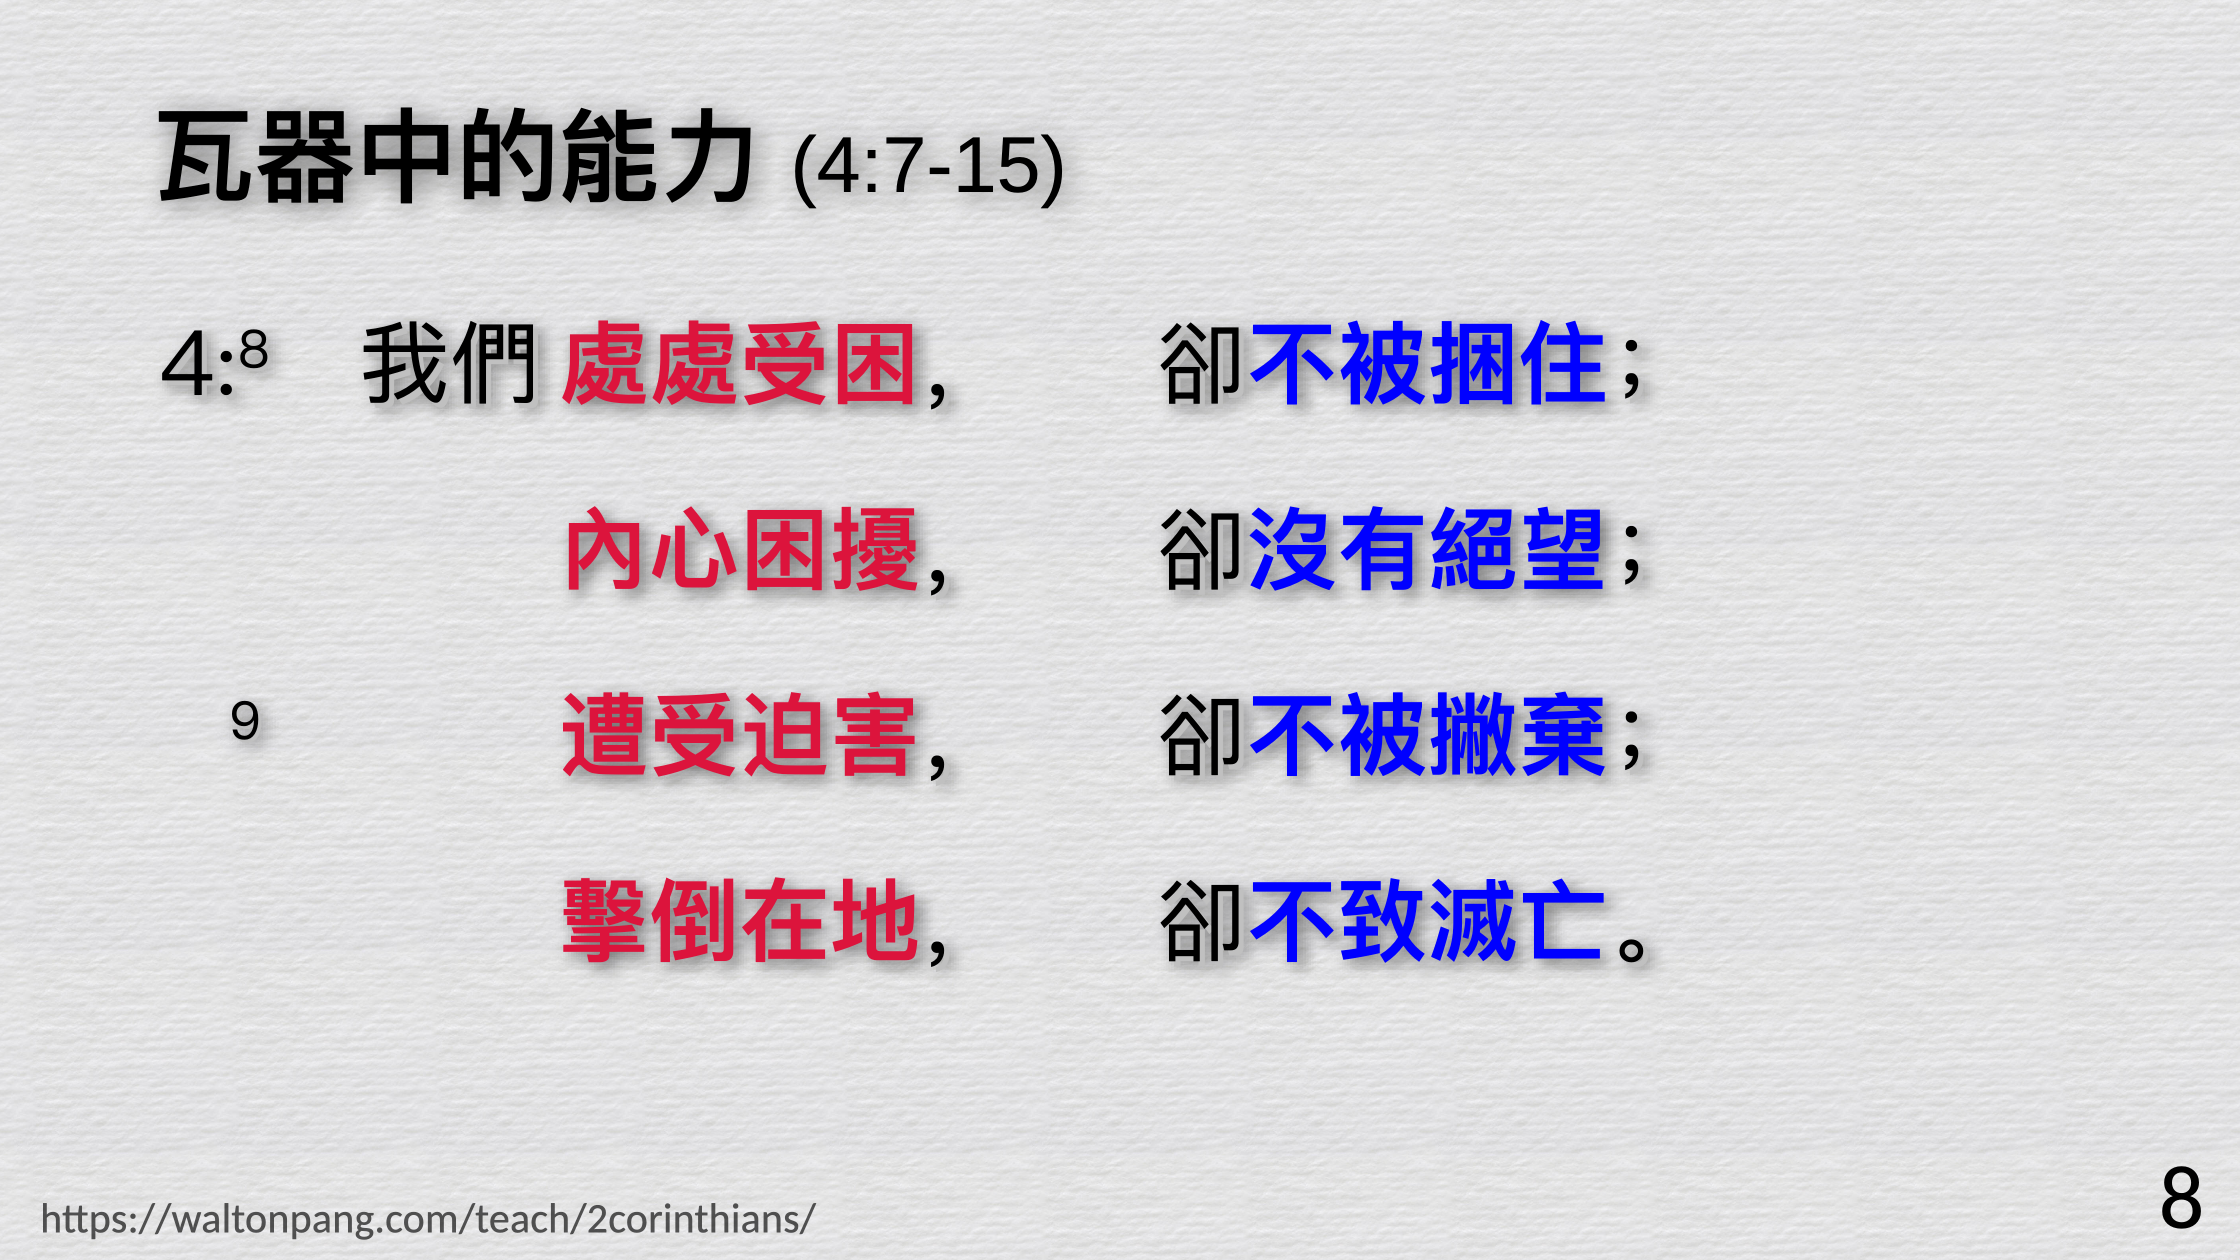 瓦器中的能力 (4:7-15)
4:8 我們 處處受困, 卻不被捆住;
內心困擾, 卻沒有絕望;
9 遭受迫害, 卻不被撇棄;
擊倒在地, 卻不致滅亡。
https://waltonpang.com/teach/2corinthians/
8